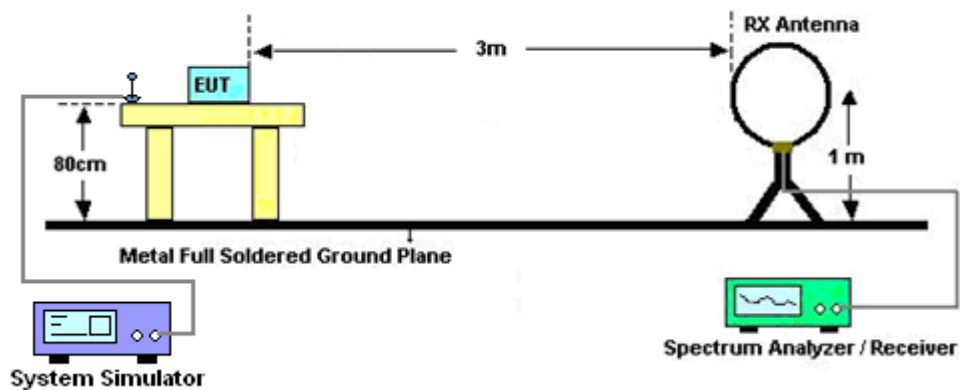 RX Antenna
3m
EUT
80cm
1 m
Metal Full Soldered Ground Plane
Spectrum Analyzer / Receiver
System Simulator